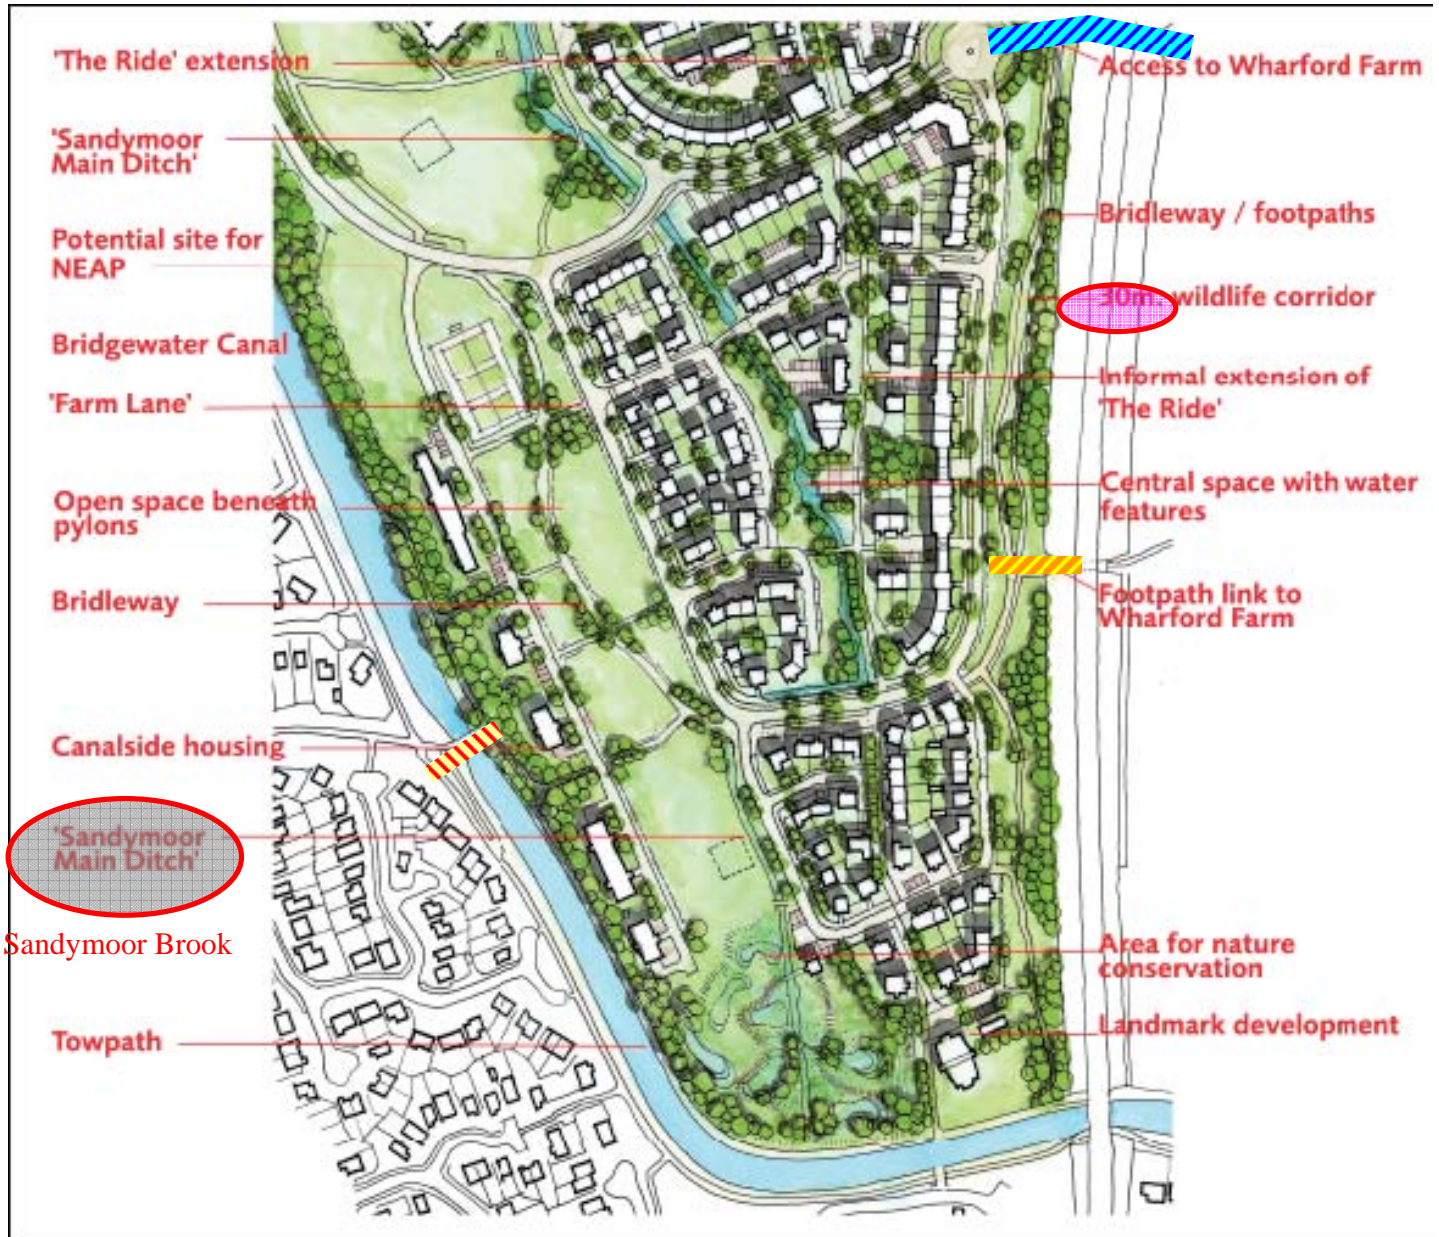 'The Ride' extension
'Sandymoor
Main Ditch'
Potential site for
NEAP
Bridgewater Canal
'Farm Lane'
Open space beneath
pylons
Bridleway
Canalside housing
'Sandymoor
Main Ditch'
Sandymoor Brook
Towpath
Access to Wharford Farm
Bridleway / footpaths
30m wildlife corridor
Informal extension of
'The Ride'
Central space with water
features
Footpath link to
Wharford Farm
Area for nature
conservation
Landmark development